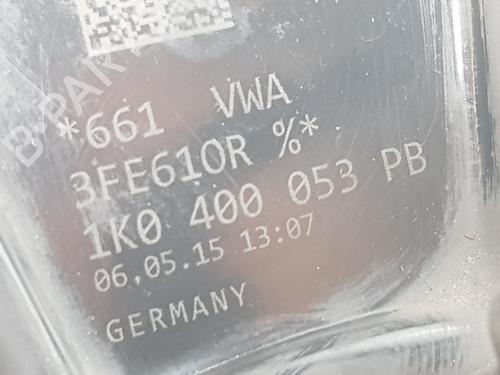 *661 VWA
3FE610R %*
1K0 400 053 PB
06.05.15 13:07
GERMANY
B-PARTS